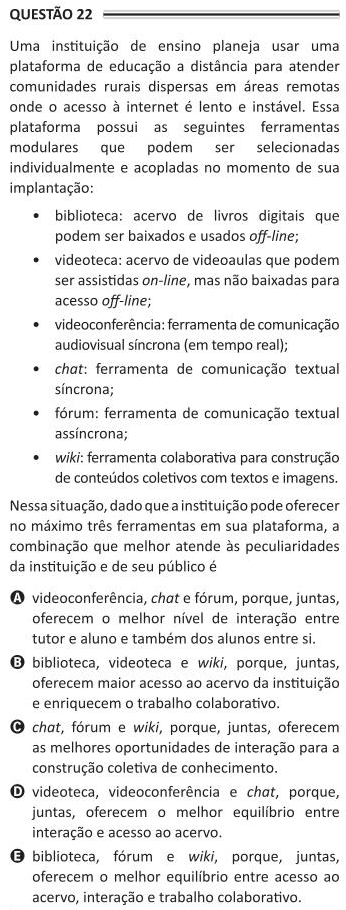 QUESTÃO 22
Uma instituição de ensino planeja usar uma
plataforma de educação a distância para atender
comunidades rurais dispersas em áreas remotas
onde o acesso à internet é lento e instável. Essa
plataforma possui as seguintes ferramentas
modulares que podem ser selecionadas
individualmente e acopladas no momento de sua
implantação:
• biblioteca: acervo de livros digitais que
podem ser baixados e usados off-line;
• videoteca: acervo de videoaulas que podem
ser assistidas on-line, mas não baixadas para
acesso off-line;
• videoconferência: ferramenta de comunicação
audiovisual síncrona (em tempo real);
• chat: ferramenta de comunicação textual
síncrona;
• fórum: ferramenta de comunicação textual
assíncrona;
• wiki: ferramenta colaborativa para construção
de conteúdos coletivos com textos e imagens.
Nessa situação, dado que a instituição pode oferecer
no máximo três ferramentas em sua plataforma, a
combinação que melhor atende às peculiaridades
da instituição e de seu público é
A videoconferência, chat e fórum, porque, juntas,
oferecem o melhor nível de interação entre
tutor e aluno e também dos alunos entre si.
B biblioteca, videoteca e wiki, porque, juntas,
oferecem maior acesso ao acervo da instituição
e enriquecem o trabalho colaborativo.
C chat, fórum e wiki, porque, juntas, oferecem
as melhores oportunidades de interação para a
construção coletiva de conhecimento.
D videoteca, videoconferência e chat, porque,
juntas, oferecem o melhor equilíbrio entre
interação e acesso ao acervo.
E biblioteca, fórum e wiki, porque, juntas,
oferecem o melhor equilíbrio entre acesso ao
acervo, interação e trabalho colaborativo.